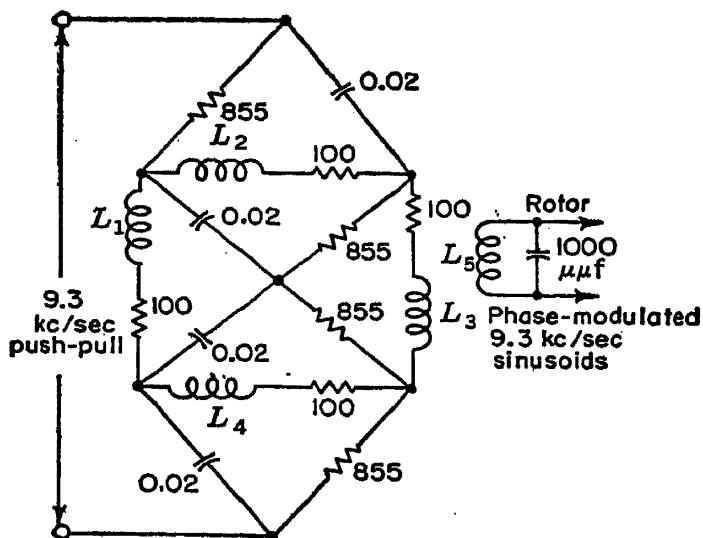 0.02
855
L2
100
L1
0.02
100
Rotor
855
L5
1000
μμf
9.3
kc/sec
push-pull
100
855
L3
Phase-modulated
9.3 kc/sec
sinusoids
0.02
L4
100
0.02
855